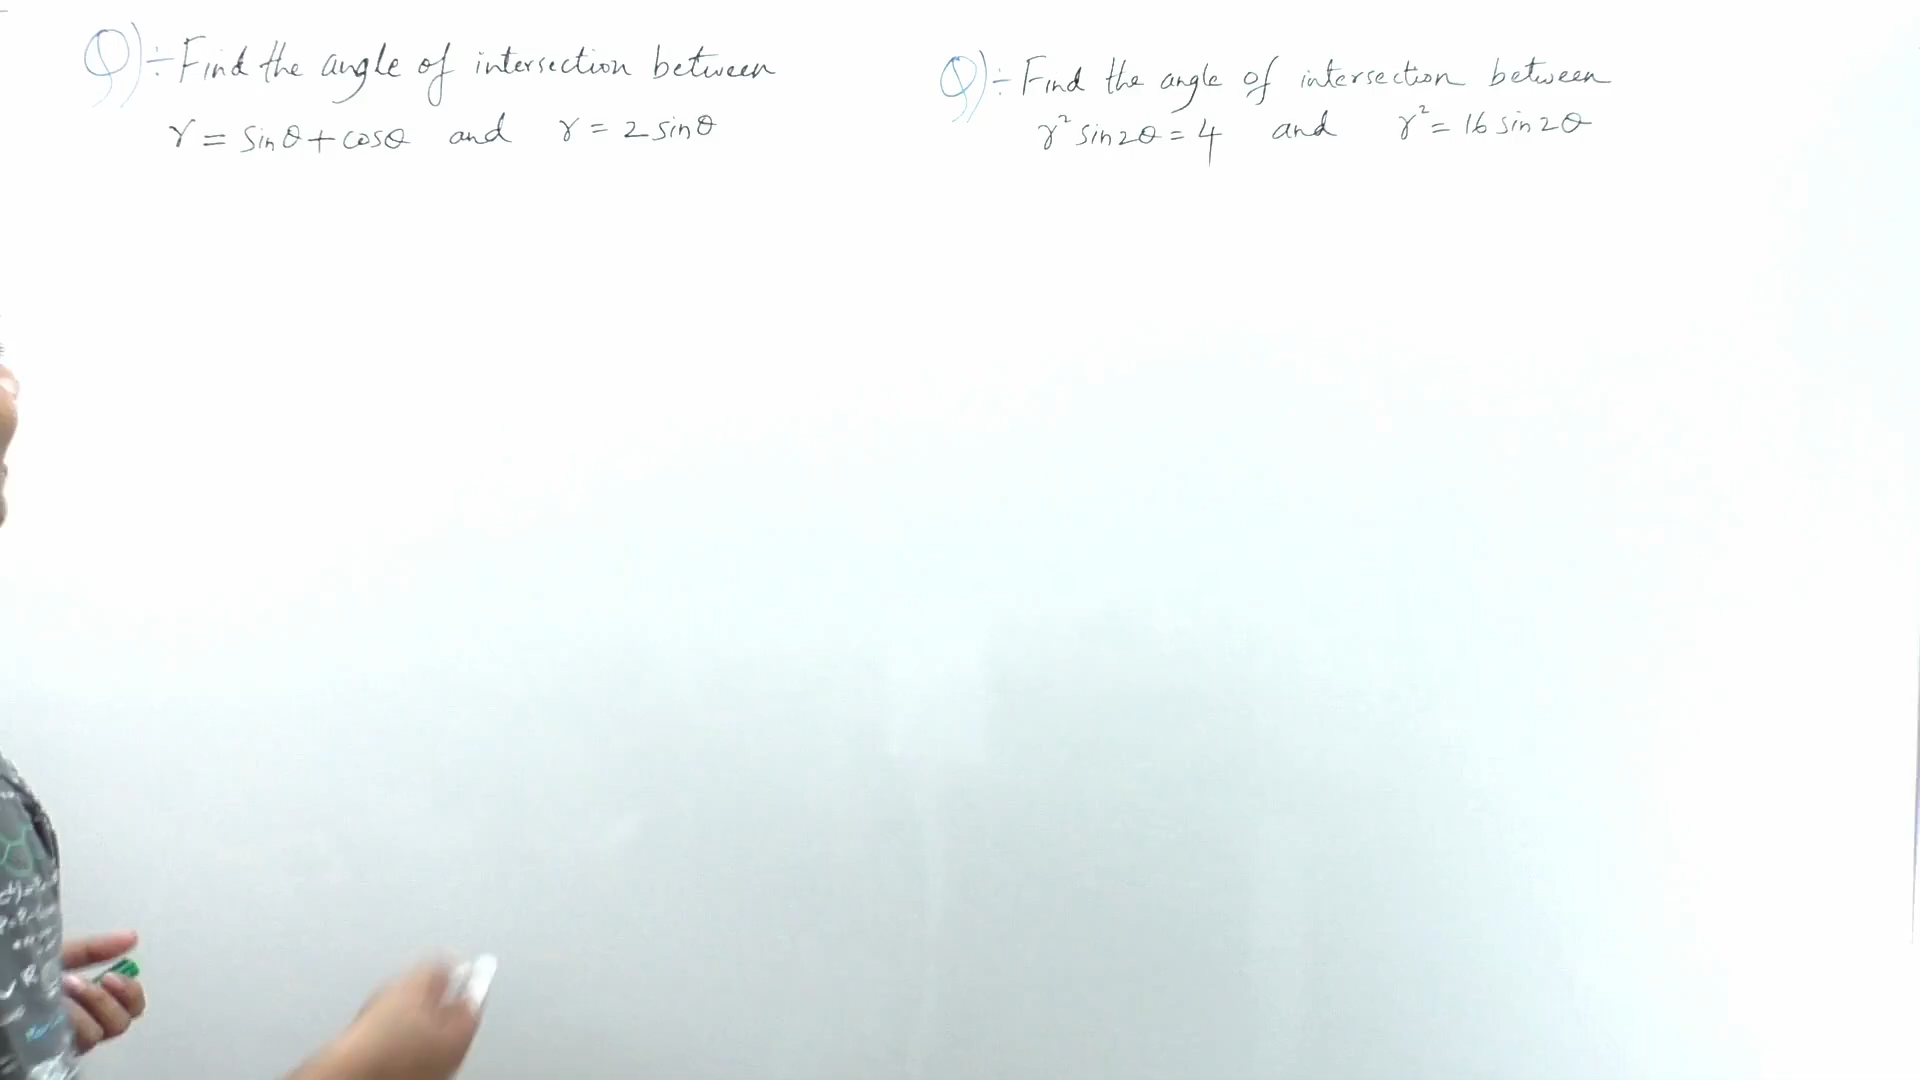 Q) ÷ Find the angle of intersection between
r = sinθ + cosθ and r = 2 sinθ
Q) ÷ Find the angle of intersection between
r² sin2θ = 4 and r² = 16 sin2θ